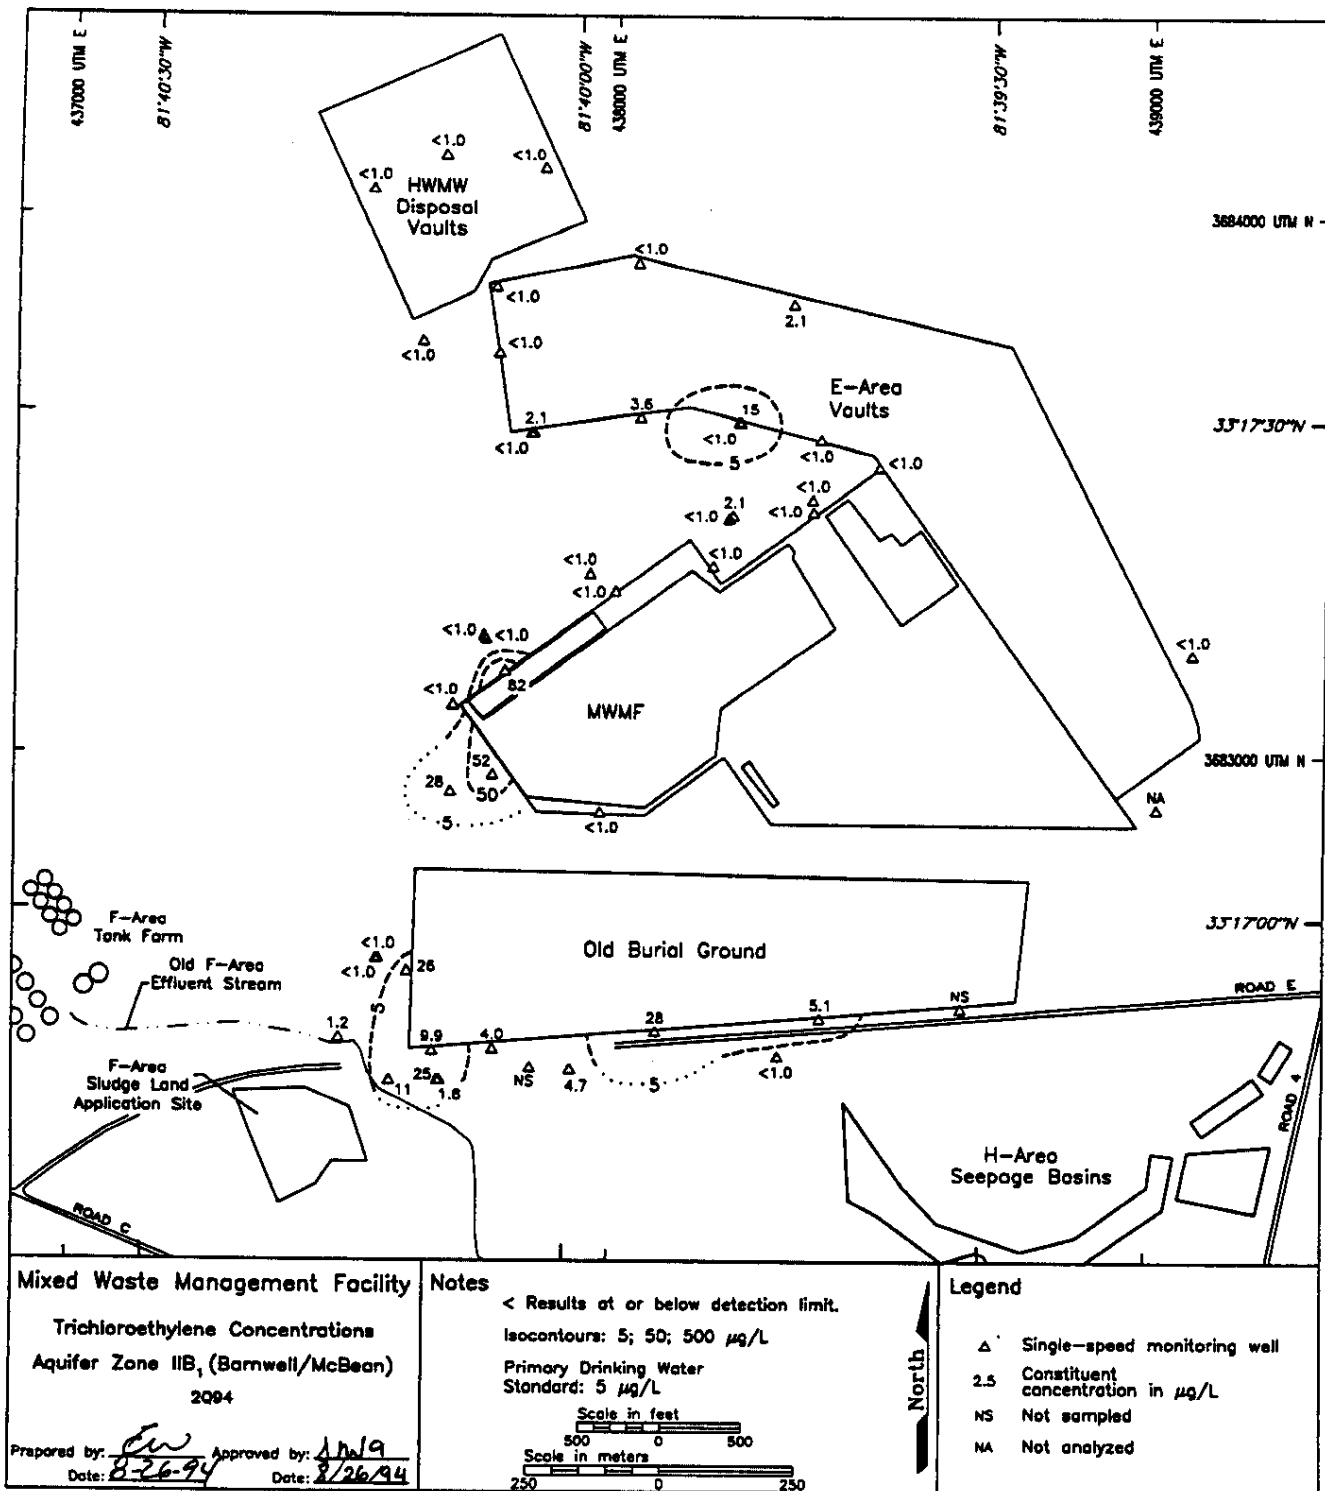 437000 UTM E
81°40'30"W
81°40'00"W
438000 UTM E
81°39'30"W
439000 UTM E
<1.0
<1.0
<1.0
HWMW
Disposal
Vaults
3684000 UTM N
<1.0
<1.0
2.1
<1.0
<1.0
E-Area
Vaults
2.1
3.6
15
33°17'30"N
<1.0
<1.0
<1.0
5
<1.0
<1.0
2.1
<1.0
<1.0
<1.0
<1.0
<1.0
<1.0
<1.0
<1.0
82
<1.0
MWMF
52
28
50
3683000 UTM N
5
<1.0
NA
F-Area
Tank Farm
33°17'00"N
Old Burial Ground
<1.0
<1.0
26
Old F-Area
Effluent Stream
5
ROAD E
NS
5.1
28
1.2
9.9
4.0
F-Area
Sludge Land
Application Site
11
25
1.8
NS
4.7
5
<1.0
ROAD 4
H-Area
Seepage Basins
ROAD C
Mixed Waste Management Facility
Trichloroethylene Concentrations
Aquifer Zone IIB₁ (Barnwell/McBean)
2Q94
Prepared by: Approved by:
Date: 8-26-94 Date: 8/26/94
Notes
< Results at or below detection limit.
Isocontours: 5; 50; 500 µg/L
Primary Drinking Water
Standard: 5 µg/L
Scale in feet
500 0 500
Scale in meters
250 0 250
North
Legend
Single-speed monitoring well
2.5 Constituent
concentration in µg/L
NS Not sampled
NA Not analyzed